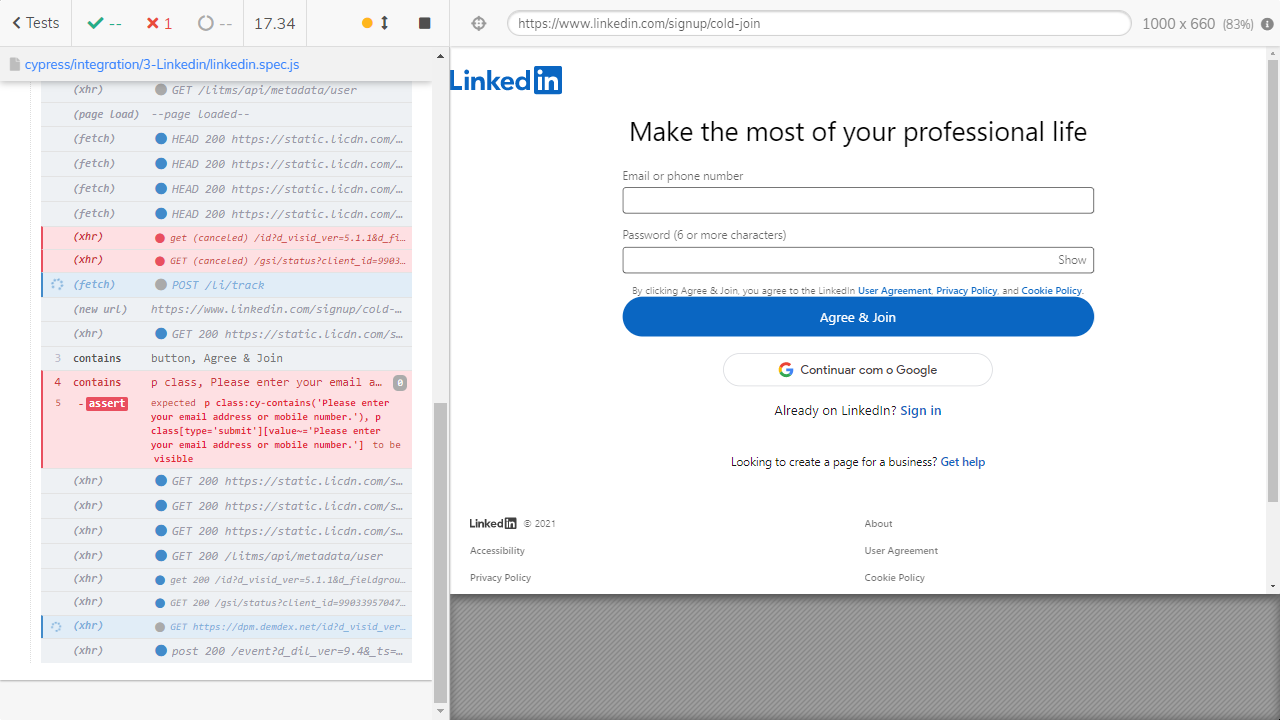 Tests
--
1
--
17.34
https://www.linkedin.com/signup/cold-join
1000 x 660 (83%)
cypress/integration/3-Linkedin/linkedin.spec.js
(xhr) GET /litms/api/metadata/user
(page load) --page loaded--
(fetch) HEAD 200 https://static.licdn.com/…
(fetch) HEAD 200 https://static.licdn.com/…
(fetch) HEAD 200 https://static.licdn.com/…
(fetch) HEAD 200 https://static.licdn.com/…
(xhr) get (canceled) /id?d_visid_ver=5.1.1&d_fi…
(xhr) GET (canceled) /gsi/status?client_id=9903…
(fetch) POST /li/track
(new url) https://www.linkedin.com/signup/cold-…
(xhr) GET 200 https://static.licdn.com/s…
3 contains button, Agree & Join
4 contains p class, Please enter your email a… 0
5 -assert expected p class:cy-contains('Please enter
your email address or mobile number.'), p
class[type='submit'][value~='Please enter
your email address or mobile number.'] to be
visible
(xhr) GET 200 https://static.licdn.com/s…
(xhr) GET 200 https://static.licdn.com/s…
(xhr) GET 200 https://static.licdn.com/s…
(xhr) GET 200 /litms/api/metadata/user
(xhr) get 200 /id?d_visid_ver=5.1.1&d_fieldgrou…
(xhr) GET 200 /gsi/status?client_id=99033957047…
(xhr) GET https://dpm.demdex.net/id?d_visid_ver…
(xhr) post 200 /event?d_dil_ver=9.4&_ts=…
Linkedin
Make the most of your professional life
Email or phone number
Password (6 or more characters)
Show
By clicking Agree & Join, you agree to the LinkedIn User Agreement, Privacy Policy, and Cookie Policy.
Agree & Join
Continuar com o Google
Already on LinkedIn? Sign in
Looking to create a page for a business? Get help
Linkedin © 2021
About
Accessibility
User Agreement
Privacy Policy
Cookie Policy